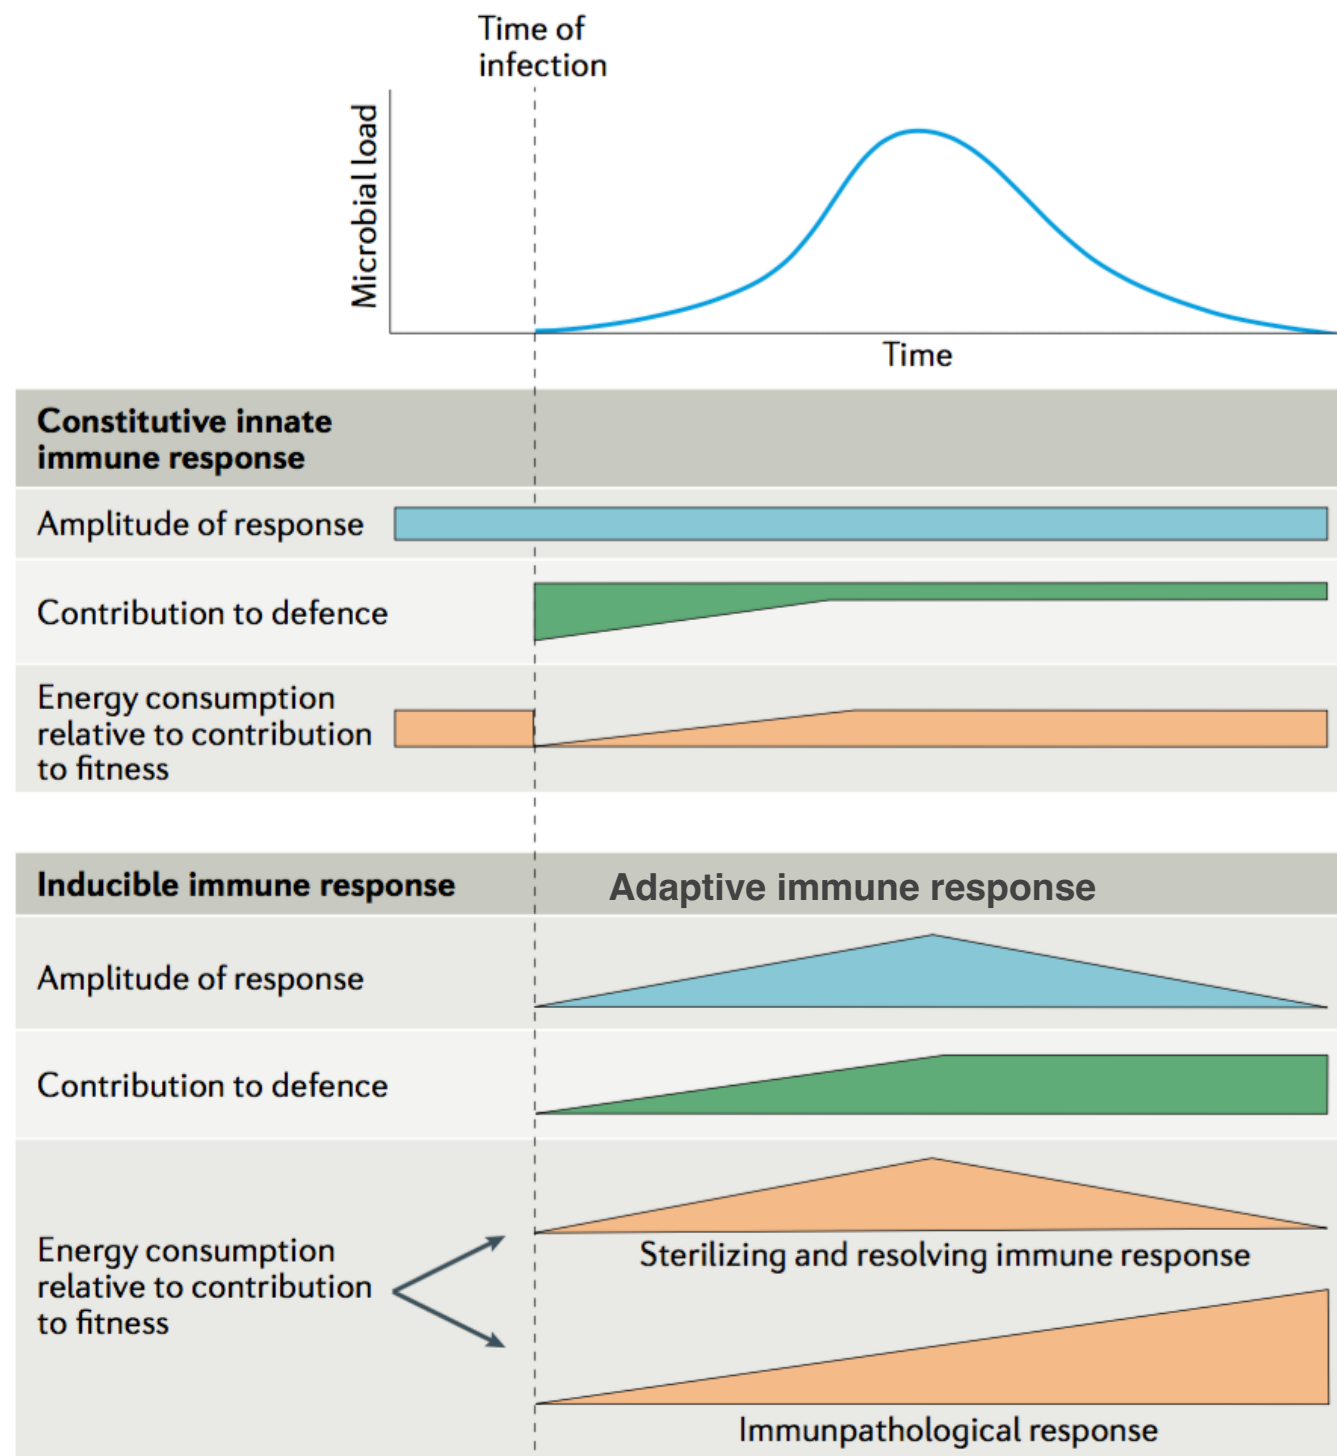 Time of
infection
Microbial load
Time
Constitutive innate
immune response
Amplitude of response
Contribution to defence
Energy consumption
relative to contribution
to fitness
Inducible immune response
Adaptive immune response
Amplitude of response
Contribution to defence
Energy consumption
relative to contribution
to fitness
Sterilizing and resolving immune response
Immunpathological response